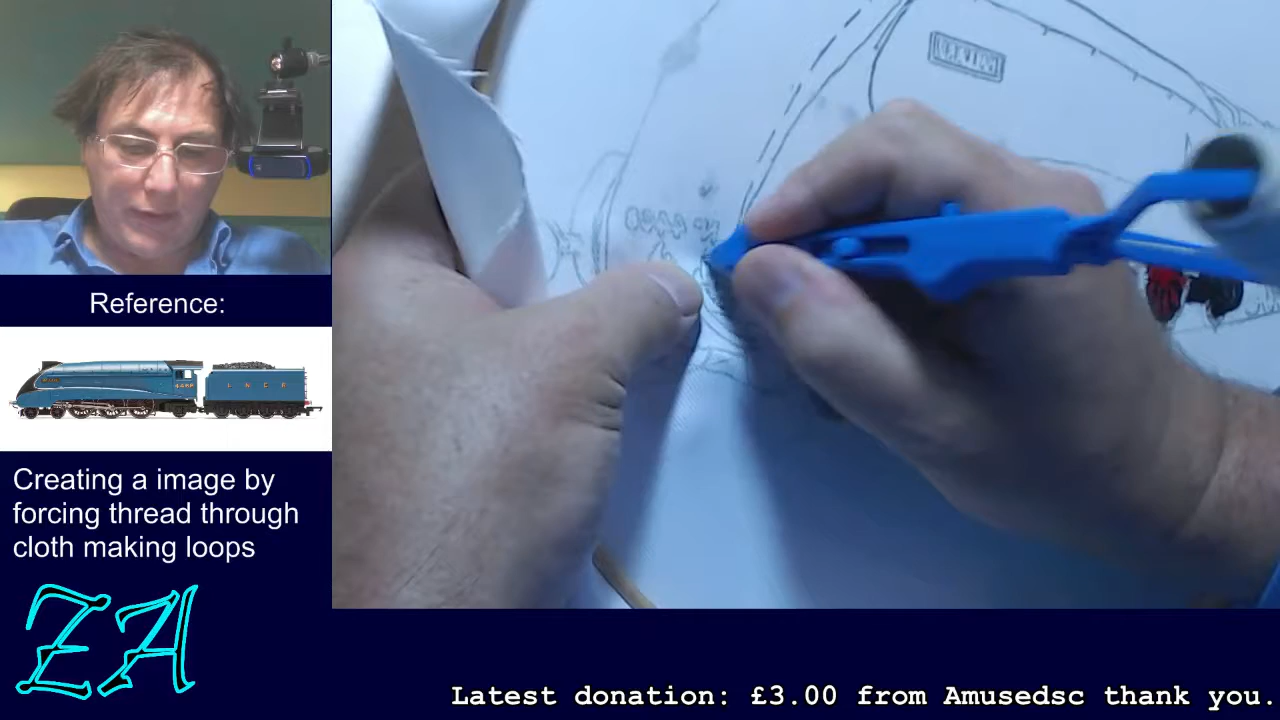 Reference:
L N E R
Creating a image by
forcing thread through
cloth making loops
ZA
Latest donation: £3.00 from Amusedsc thank you.